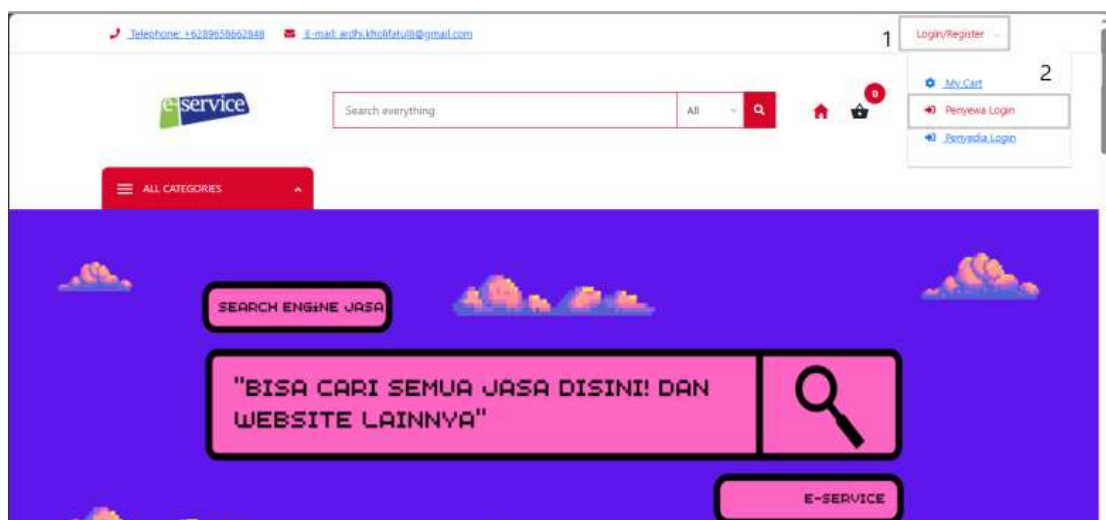 Telephone: +6289658662848 E-mail: ardhi.kholifatul8@gmail.com 1 Login/Register
e-service Search everything All 0 2
My Cart
Penyewa Login
Penyedia Login
ALL CATEGORIES
SEARCH ENGINE JASA
"BISA CARI SEMUA JASA DISINI! DAN
WEBSITE LAINNYA"
E-SERVICE